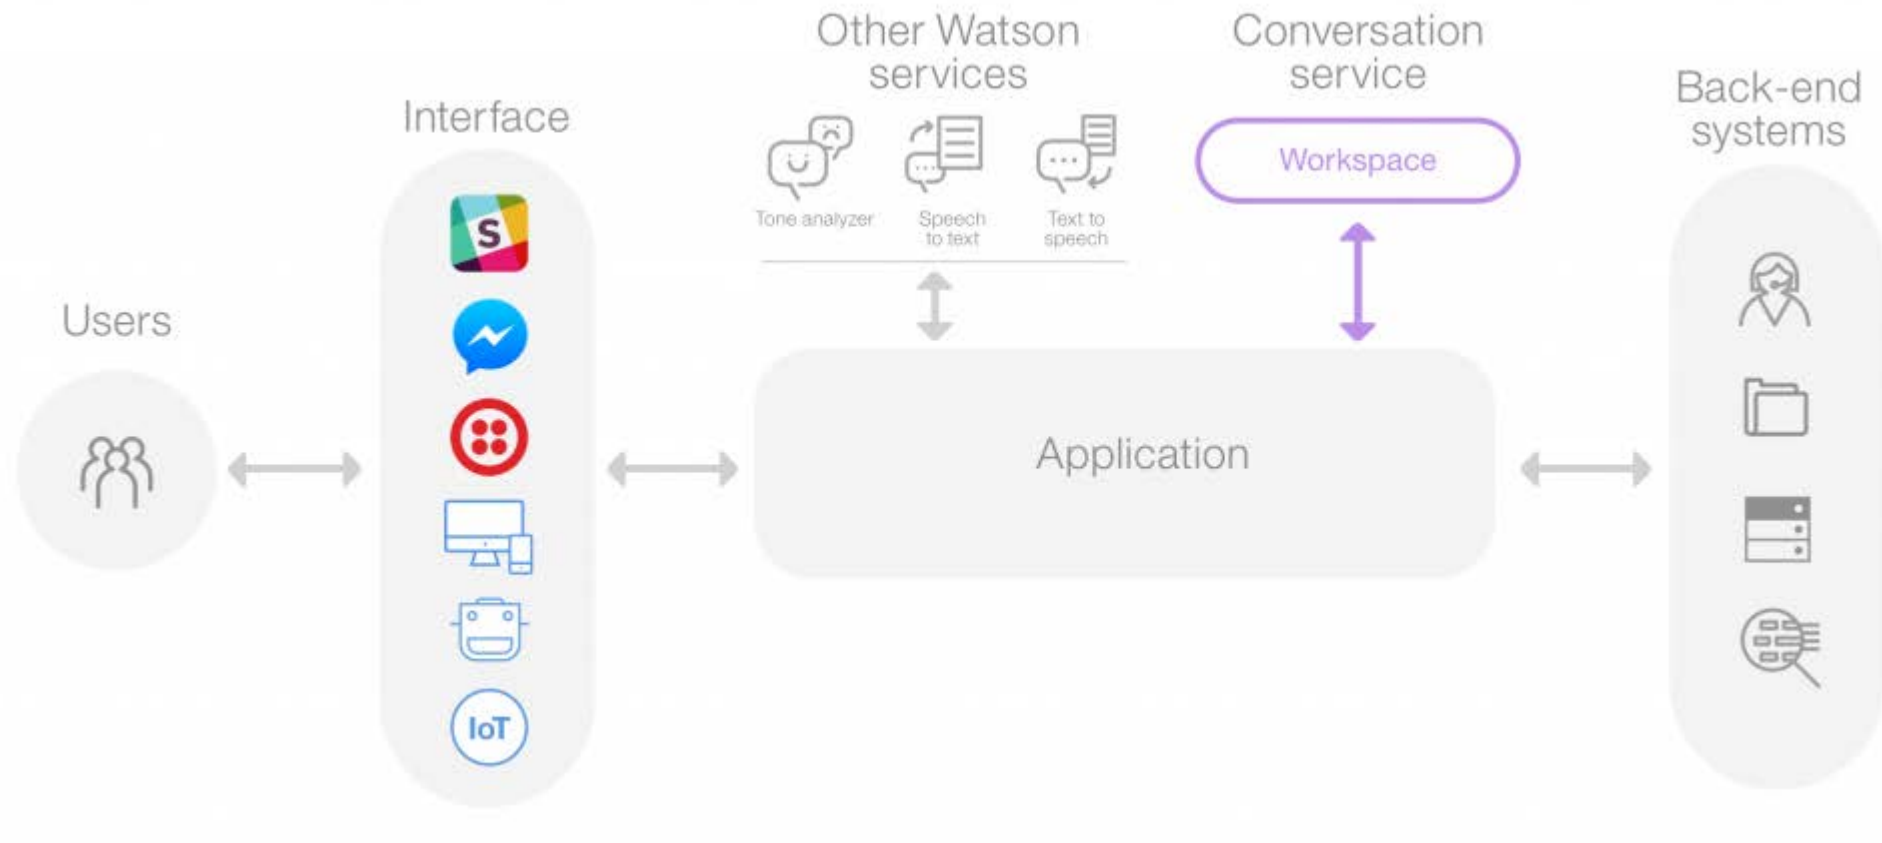 Users
Interface
S
IoT
Other Watson
services
Tone analyzer
Speech
to text
Text to
speech
Conversation
service
Workspace
Application
Back-end
systems